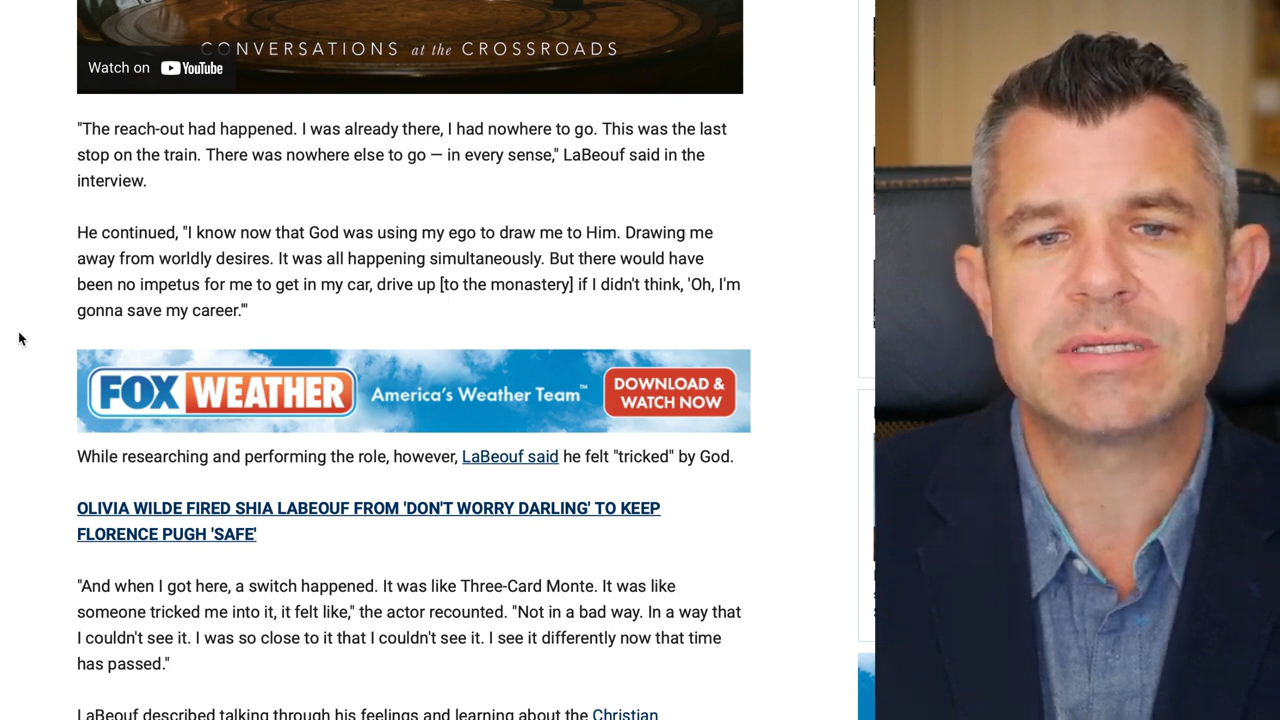 CONVERSATIONS at the CROSSROADS
Watch on YouTube
"The reach-out had happened. I was already there, I had nowhere to go. This was the last
stop on the train. There was nowhere else to go — in every sense," LaBeouf said in the
interview.
He continued, "I know now that God was using my ego to draw me to Him. Drawing me
away from worldly desires. It was all happening simultaneously. But there would have
been no impetus for me to get in my car, drive up [to the monastery] if I didn't think, 'Oh, I'm
gonna save my career.'"
FOX WEATHER America's Weather Team™ DOWNLOAD &
WATCH NOW
While researching and performing the role, however, LaBeouf said he felt "tricked" by God.
OLIVIA WILDE FIRED SHIA LABEOUF FROM 'DON'T WORRY DARLING' TO KEEP
FLORENCE PUGH 'SAFE'
"And when I got here, a switch happened. It was like Three-Card Monte. It was like
someone tricked me into it, it felt like," the actor recounted. "Not in a bad way. In a way that
I couldn't see it. I was so close to it that I couldn't see it. I see it differently now that time
has passed."
LaBeouf described talking through his feelings and learning about the Christian